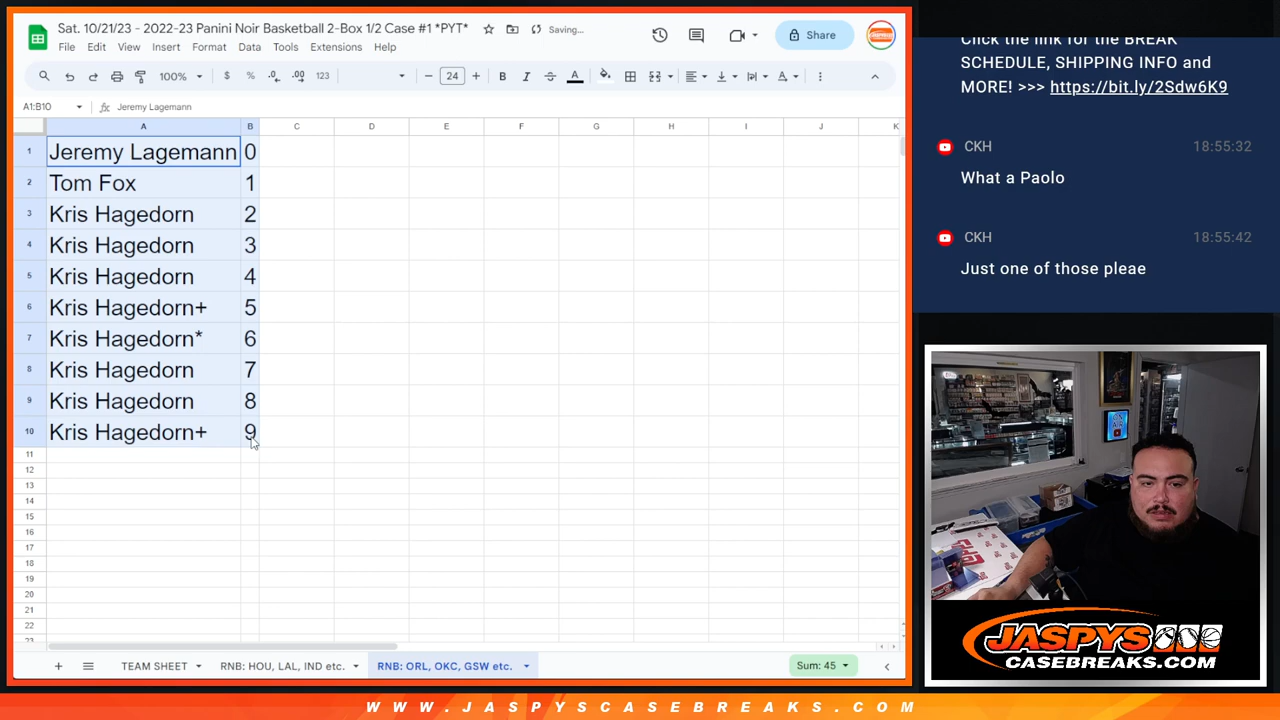 Sat. 10/21/23 - 2022-23 Panini Noir Basketball 2-Box 1/2 Case #1 *PYT*
Saving...
File Edit View Insert Format Data Tools Extensions Help
Share
100% $ % .0 .00 123 24 B I A
A1:B10 fx Jeremy Lagemann
A B C D E F G H I J K
1 Jeremy Lagemann 0
2 Tom Fox 1
3 Kris Hagedorn 2
4 Kris Hagedorn 3
5 Kris Hagedorn 4
6 Kris Hagedorn+ 5
7 Kris Hagedorn* 6
8 Kris Hagedorn 7
9 Kris Hagedorn 8
10 Kris Hagedorn+ 9
11
12
13
14
15
16
17
18
19
20
21
22
23
TEAM SHEET RNB: HOU, LAL, IND etc. RNB: ORL, OKC, GSW etc. Sum: 45
Click the link for the BREAK
SCHEDULE, SHIPPING INFO and
MORE! >>> https://bit.ly/2Sdw6K9
CKH 18:55:32
What a Paolo
CKH 18:55:42
Just one of those pleae
JASPYS
CASEBREAKS.COM
WWW.JASPYSCASEBREAKS.COM